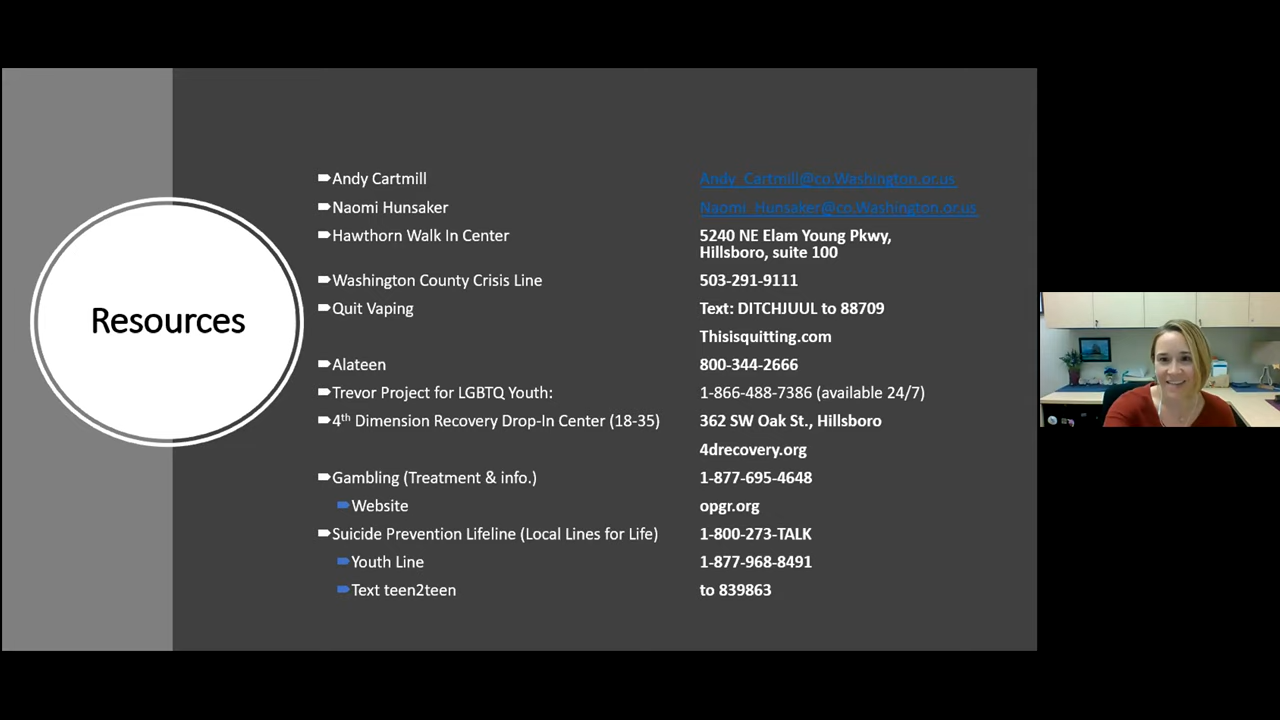 Resources
Andy Cartmill Andy_Cartmill@co.Washington.or.us
Naomi Hunsaker Naomi_Hunsaker@co.Washington.or.us
Hawthorn Walk In Center 5240 NE Elam Young Pkwy,
Hillsboro, suite 100
Washington County Crisis Line 503-291-9111
Quit Vaping Text: DITCHJUUL to 88709
Thisisquitting.com
Alateen 800-344-2666
Trevor Project for LGBTQ Youth: 1-866-488-7386 (available 24/7)
4th Dimension Recovery Drop-In Center (18-35) 362 SW Oak St., Hillsboro
4drecovery.org
Gambling (Treatment & info.) 1-877-695-4648
Website opgr.org
Suicide Prevention Lifeline (Local Lines for Life) 1-800-273-TALK
Youth Line 1-877-968-8491
Text teen2teen to 839863